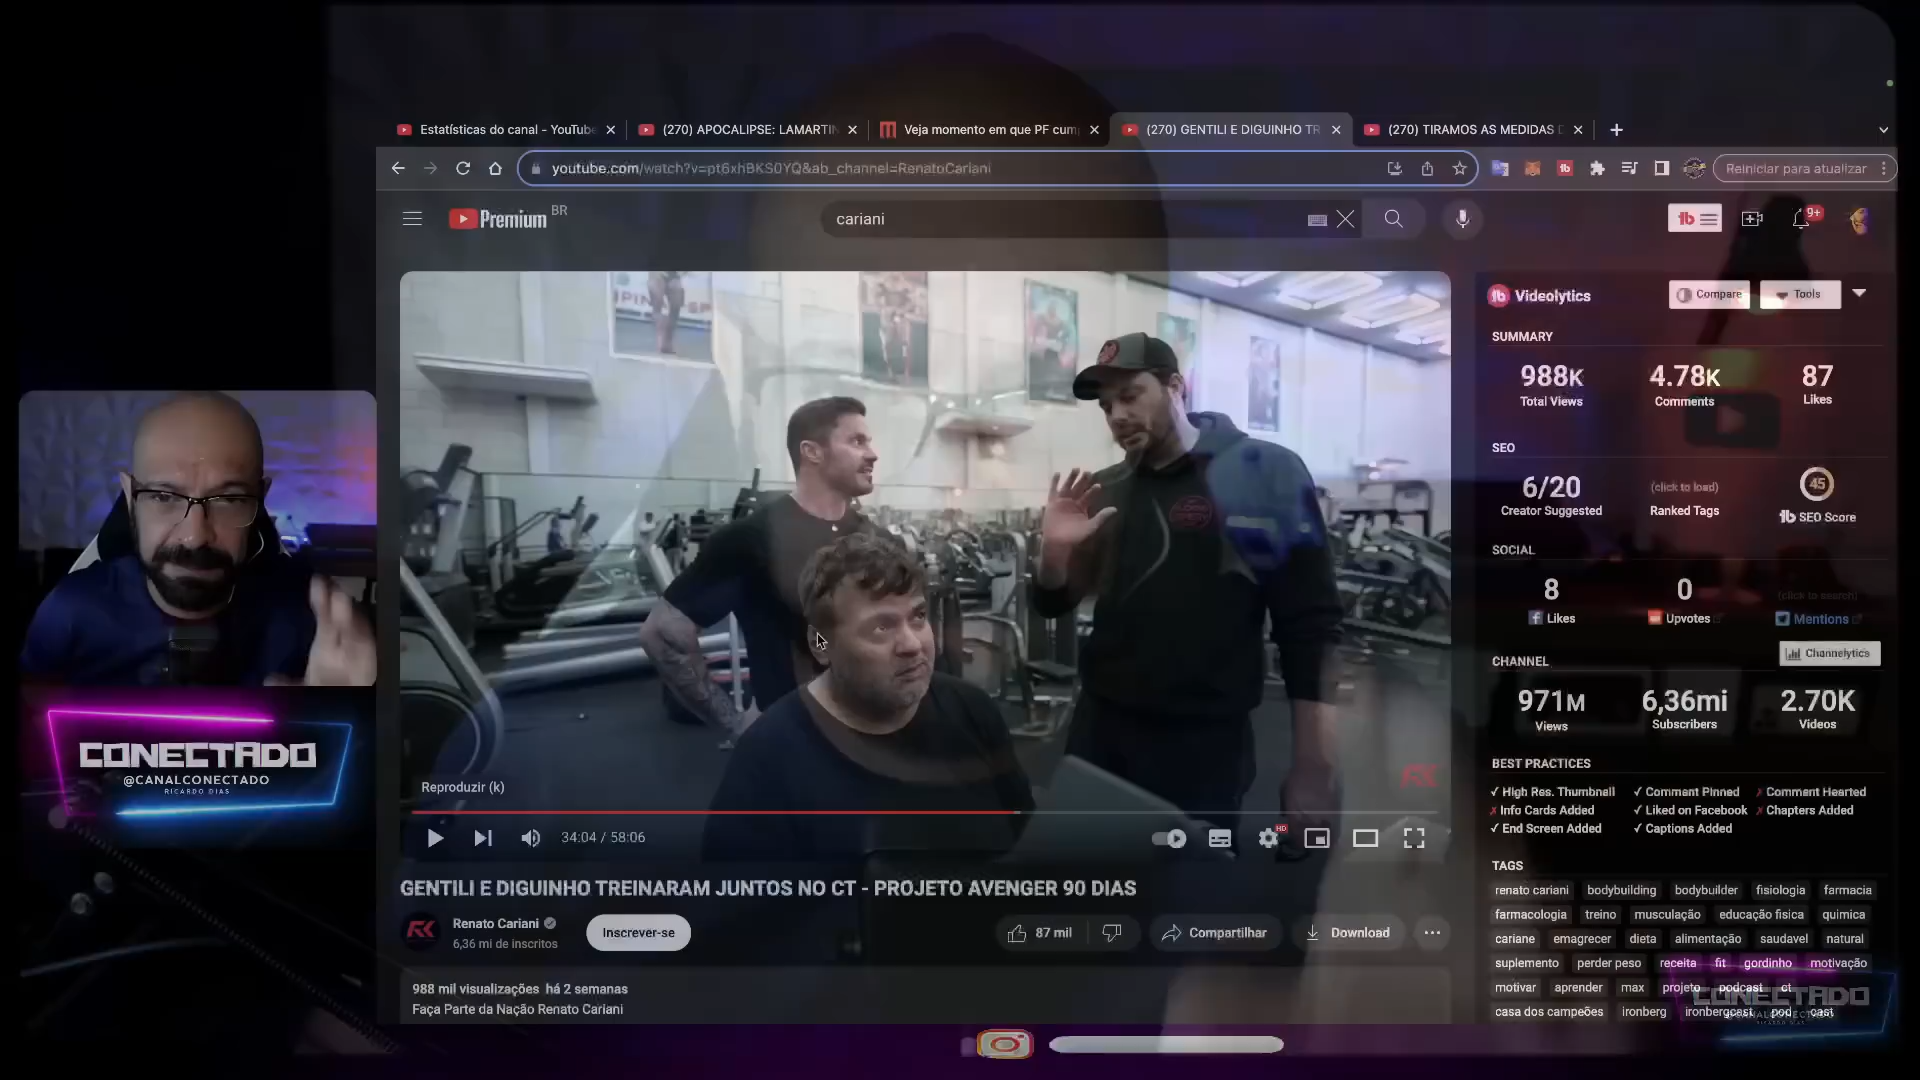 Estatísticas do canal - YouTube
(270) APOCALIPSE: LAMARTIN
Veja momento em que PF cum
(270) GENTILI E DIGUINHO TR
(270) TIRAMOS AS MEDIDAS
youtube.com/watch?v=pt6xhBKS0YQ&ab_channel=RenatoCariani
Reiniciar para atualizar
Premium BR
cariani
9+
Videolytics
Compare
Tools
SUMMARY
988K 4.78K 87
Total Views Comments Likes
SEO
6/20 (click to load) 45
Creator Suggested Ranked Tags SEO Score
SOCIAL
8 0 (click to search)
Likes Upvotes Mentions
CHANNEL
Channelytics
971M 6,36mi 2.70K
Views Subscribers Videos
BEST PRACTICES
✓ High Res. Thumbnail ✓ Comment Pinned ✗ Comment Hearted
✗ Info Cards Added ✓ Liked on Facebook ✗ Chapters Added
✓ End Screen Added ✓ Captions Added
TAGS
renato cariani bodybuilding bodybuilder fisiologia farmacia
farmacologia treino musculação educação fisica quimica
cariane emagrecer dieta alimentação saudavel natural
suplemento perder peso receita fit gordinho motivação
motivar aprender max projeto podcast ct
casa dos campeões ironberg ironbergcast pod cast
CONECTADO
@CANALCONECTADO
RICARDO DIAS
Reproduzir (k)
34:04 / 58:06
HD
RK
GENTILI E DIGUINHO TREINARAM JUNTOS NO CT - PROJETO AVENGER 90 DIAS
RK
Renato Cariani
6,36 mi de inscritos
Inscrever-se
87 mil
Compartilhar
Download
988 mil visualizações há 2 semanas
Faça Parte da Nação Renato Cariani
CONECTADO